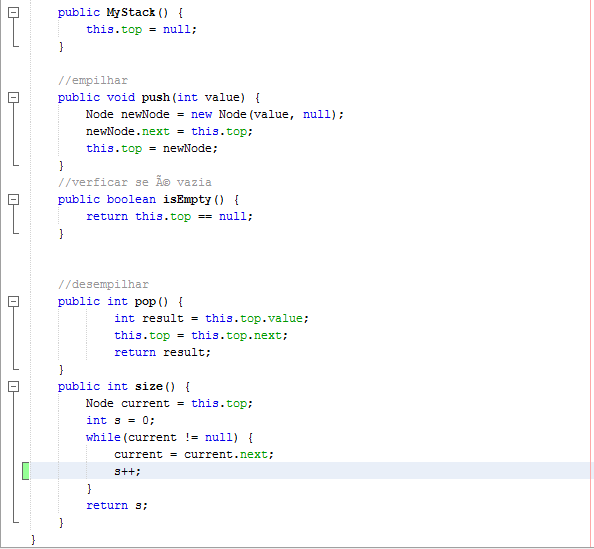 public MyStack() {
this.top = null;
}
//empilhar
public void push(int value) {
Node newNode = new Node(value, null);
newNode.next = this.top;
this.top = newNode;
}
//verficar se Ã© vazia
public boolean isEmpty() {
return this.top == null;
}
//desempilhar
public int pop() {
int result = this.top.value;
this.top = this.top.next;
return result;
}
public int size() {
Node current = this.top;
int s = 0;
while(current != null) {
current = current.next;
s++;
}
return s;
}
}